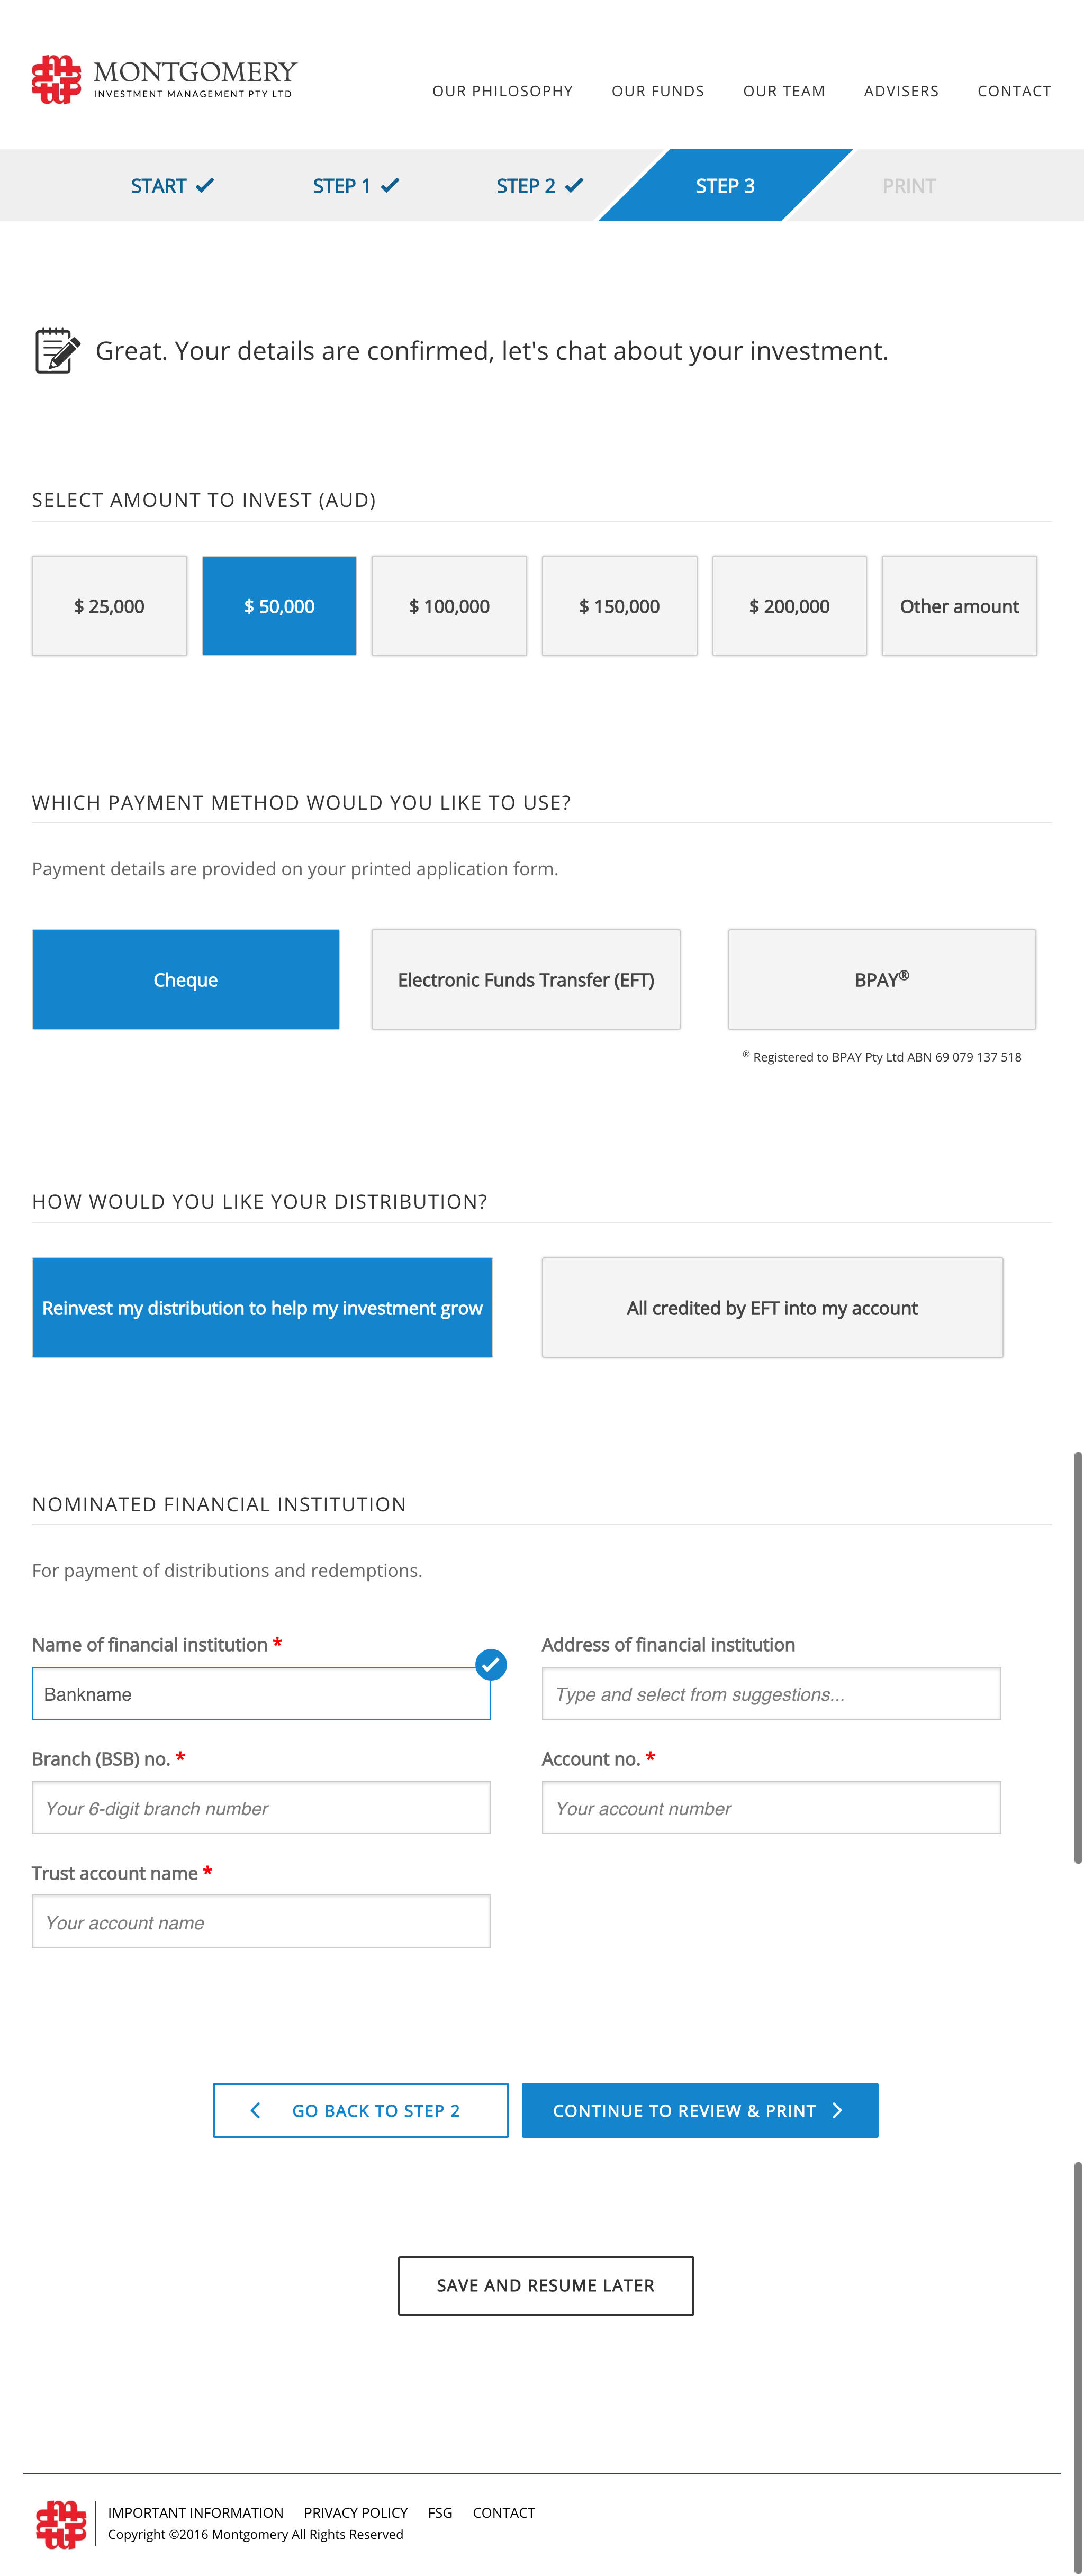 MONTGOMERY
INVESTMENT MANAGEMENT PTY LTD
OUR PHILOSOPHY OUR FUNDS OUR TEAM ADVISERS CONTACT
START STEP 1 STEP 2 STEP 3 PRINT
Great. Your details are confirmed, let's chat about your investment.
SELECT AMOUNT TO INVEST (AUD)
$ 25,000 $ 50,000 $ 100,000 $ 150,000 $ 200,000 Other amount
WHICH PAYMENT METHOD WOULD YOU LIKE TO USE?
Payment details are provided on your printed application form.
Cheque Electronic Funds Transfer (EFT) BPAY®
® Registered to BPAY Pty Ltd ABN 69 079 137 518
HOW WOULD YOU LIKE YOUR DISTRIBUTION?
Reinvest my distribution to help my investment grow All credited by EFT into my account
NOMINATED FINANCIAL INSTITUTION
For payment of distributions and redemptions.
Name of financial institution * Address of financial institution
Bankname Type and select from suggestions...
Branch (BSB) no. * Account no. *
Your 6-digit branch number Your account number
Trust account name *
Your account name
GO BACK TO STEP 2 CONTINUE TO REVIEW & PRINT
SAVE AND RESUME LATER
IMPORTANT INFORMATION PRIVACY POLICY FSG CONTACT
Copyright ©2016 Montgomery All Rights Reserved